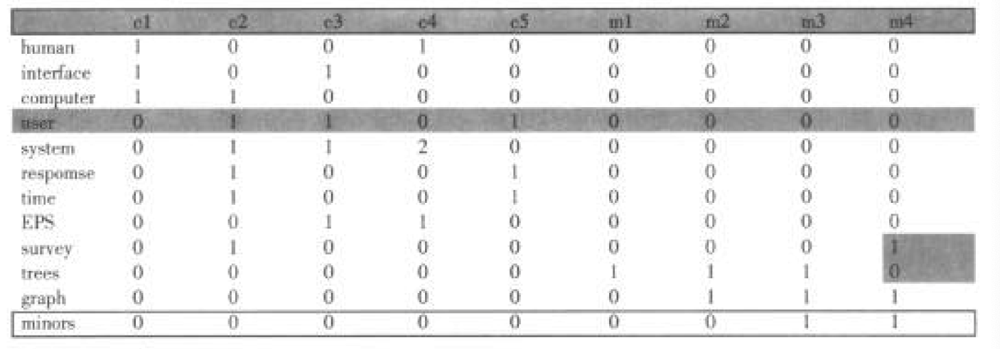 c1 c2 c3 c4 c5 m1 m2 m3 m4
human 1 0 0 1 0 0 0 0 0
interface 1 0 1 0 0 0 0 0 0
computer 1 1 0 0 0 0 0 0 0
user 0 1 1 0 1 0 0 0 0
system 0 1 1 2 0 0 0 0 0
respomse 0 1 0 0 1 0 0 0 0
time 0 1 0 0 1 0 0 0 0
EPS 0 0 1 1 0 0 0 0 0
survey 0 1 0 0 0 0 0 0 1
trees 0 0 0 0 0 1 1 1 0
graph 0 0 0 0 0 0 1 1 1
minors 0 0 0 0 0 0 0 1 1